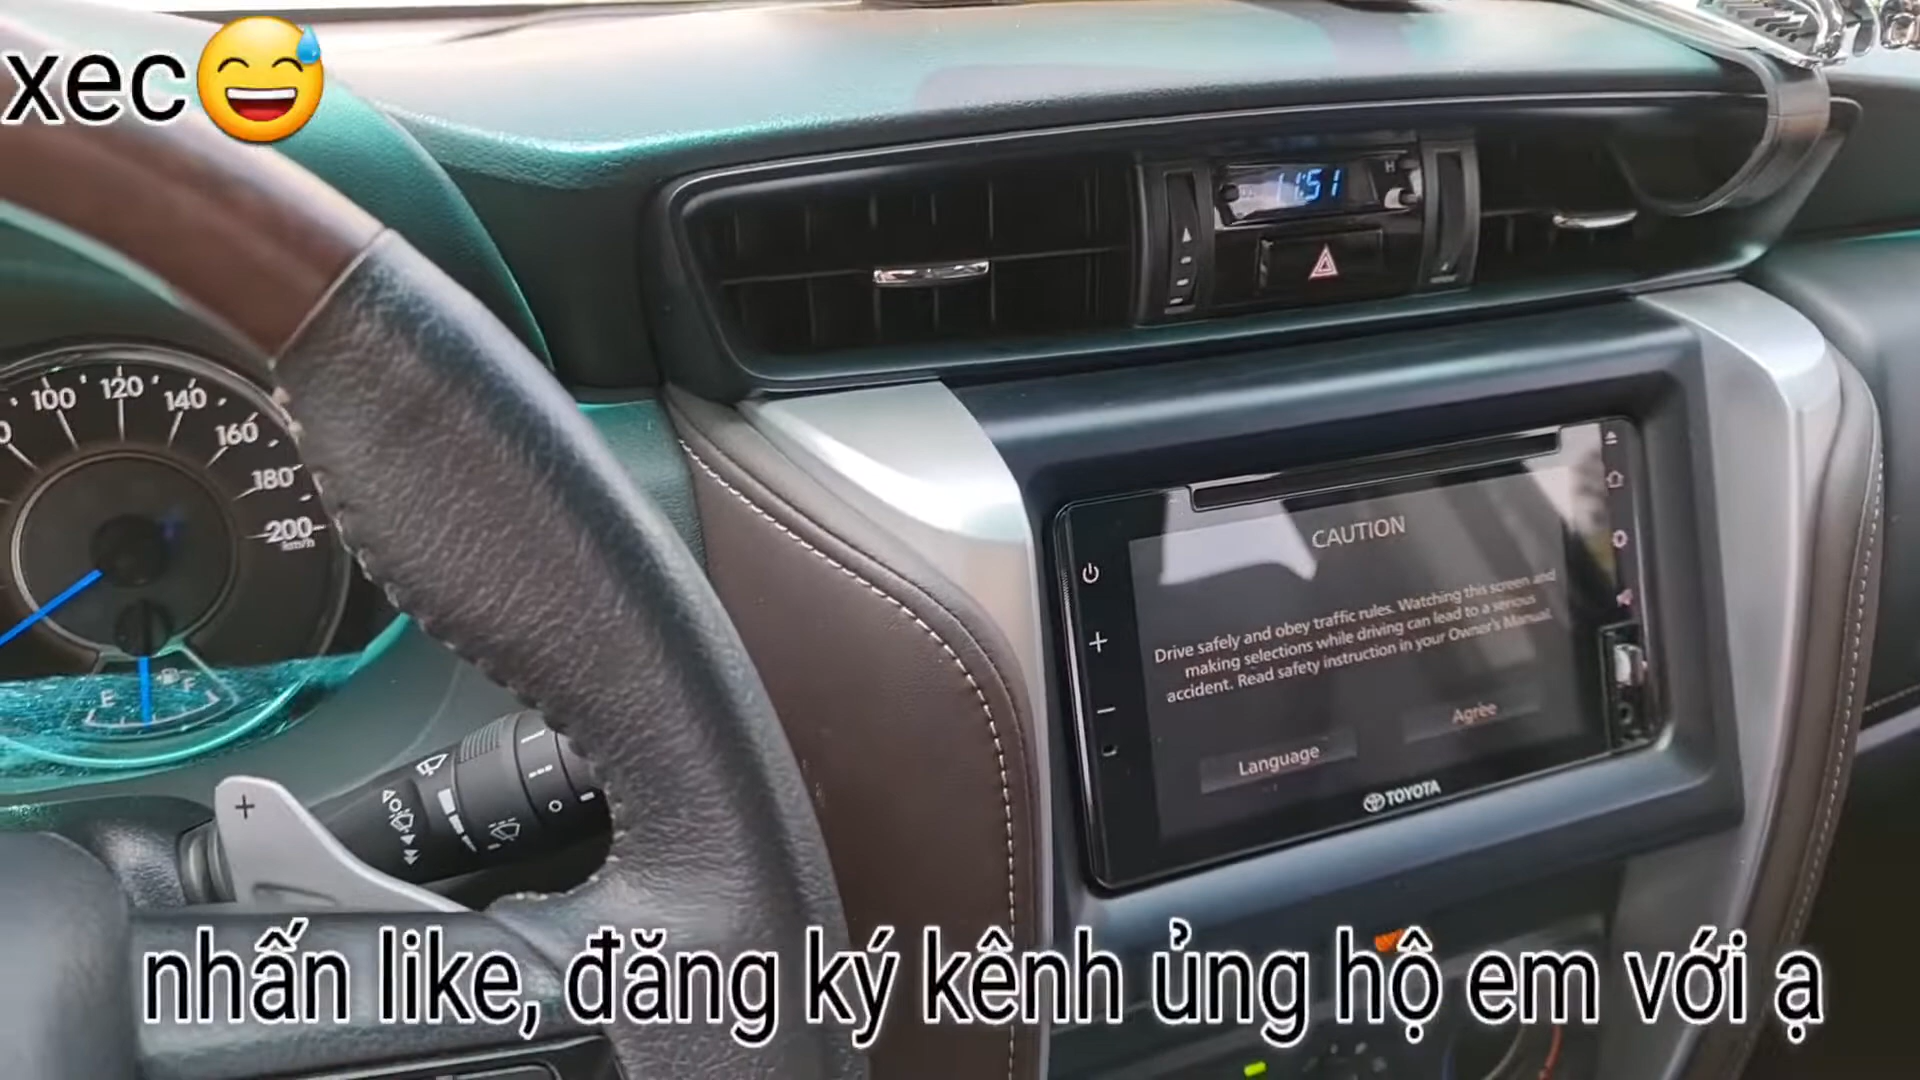 xec😅
11:51
H
100
120
140
160
180
200
km/h
E
F
CAUTION
Drive safely and obey traffic rules. Watching this screen and
making selections while driving can lead to a serious
accident. Read safety instruction in your Owner's Manual.
Agree
Language
TOYOTA
nhấn like, đăng ký kênh ủng hộ em với ạ